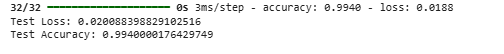 32/32 ━━━━━━━━━━━━━━━━━━━━ 0s 3ms/step - accuracy: 0.9940 - loss: 0.0188
Test Loss: 0.020088398829102516
Test Accuracy: 0.9940000176429749